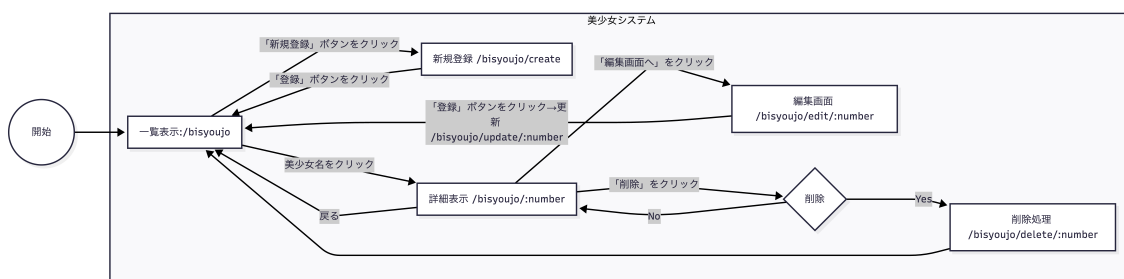 美少女システム
「新規登録」ボタンをクリック
新規登録 /bisyoujo/create
「登録」ボタンをクリック
「編集画面へ」をクリック
編集画面
/bisyoujo/edit/:number
「登録」ボタンをクリック→更
新
/bisyoujo/update/:number
開始
一覧表示:/bisyoujo
美少女名をクリック
詳細表示 /bisyoujo/:number
戻る
「削除」をクリック
No
削除
Yes
削除処理
/bisyoujo/delete/:number